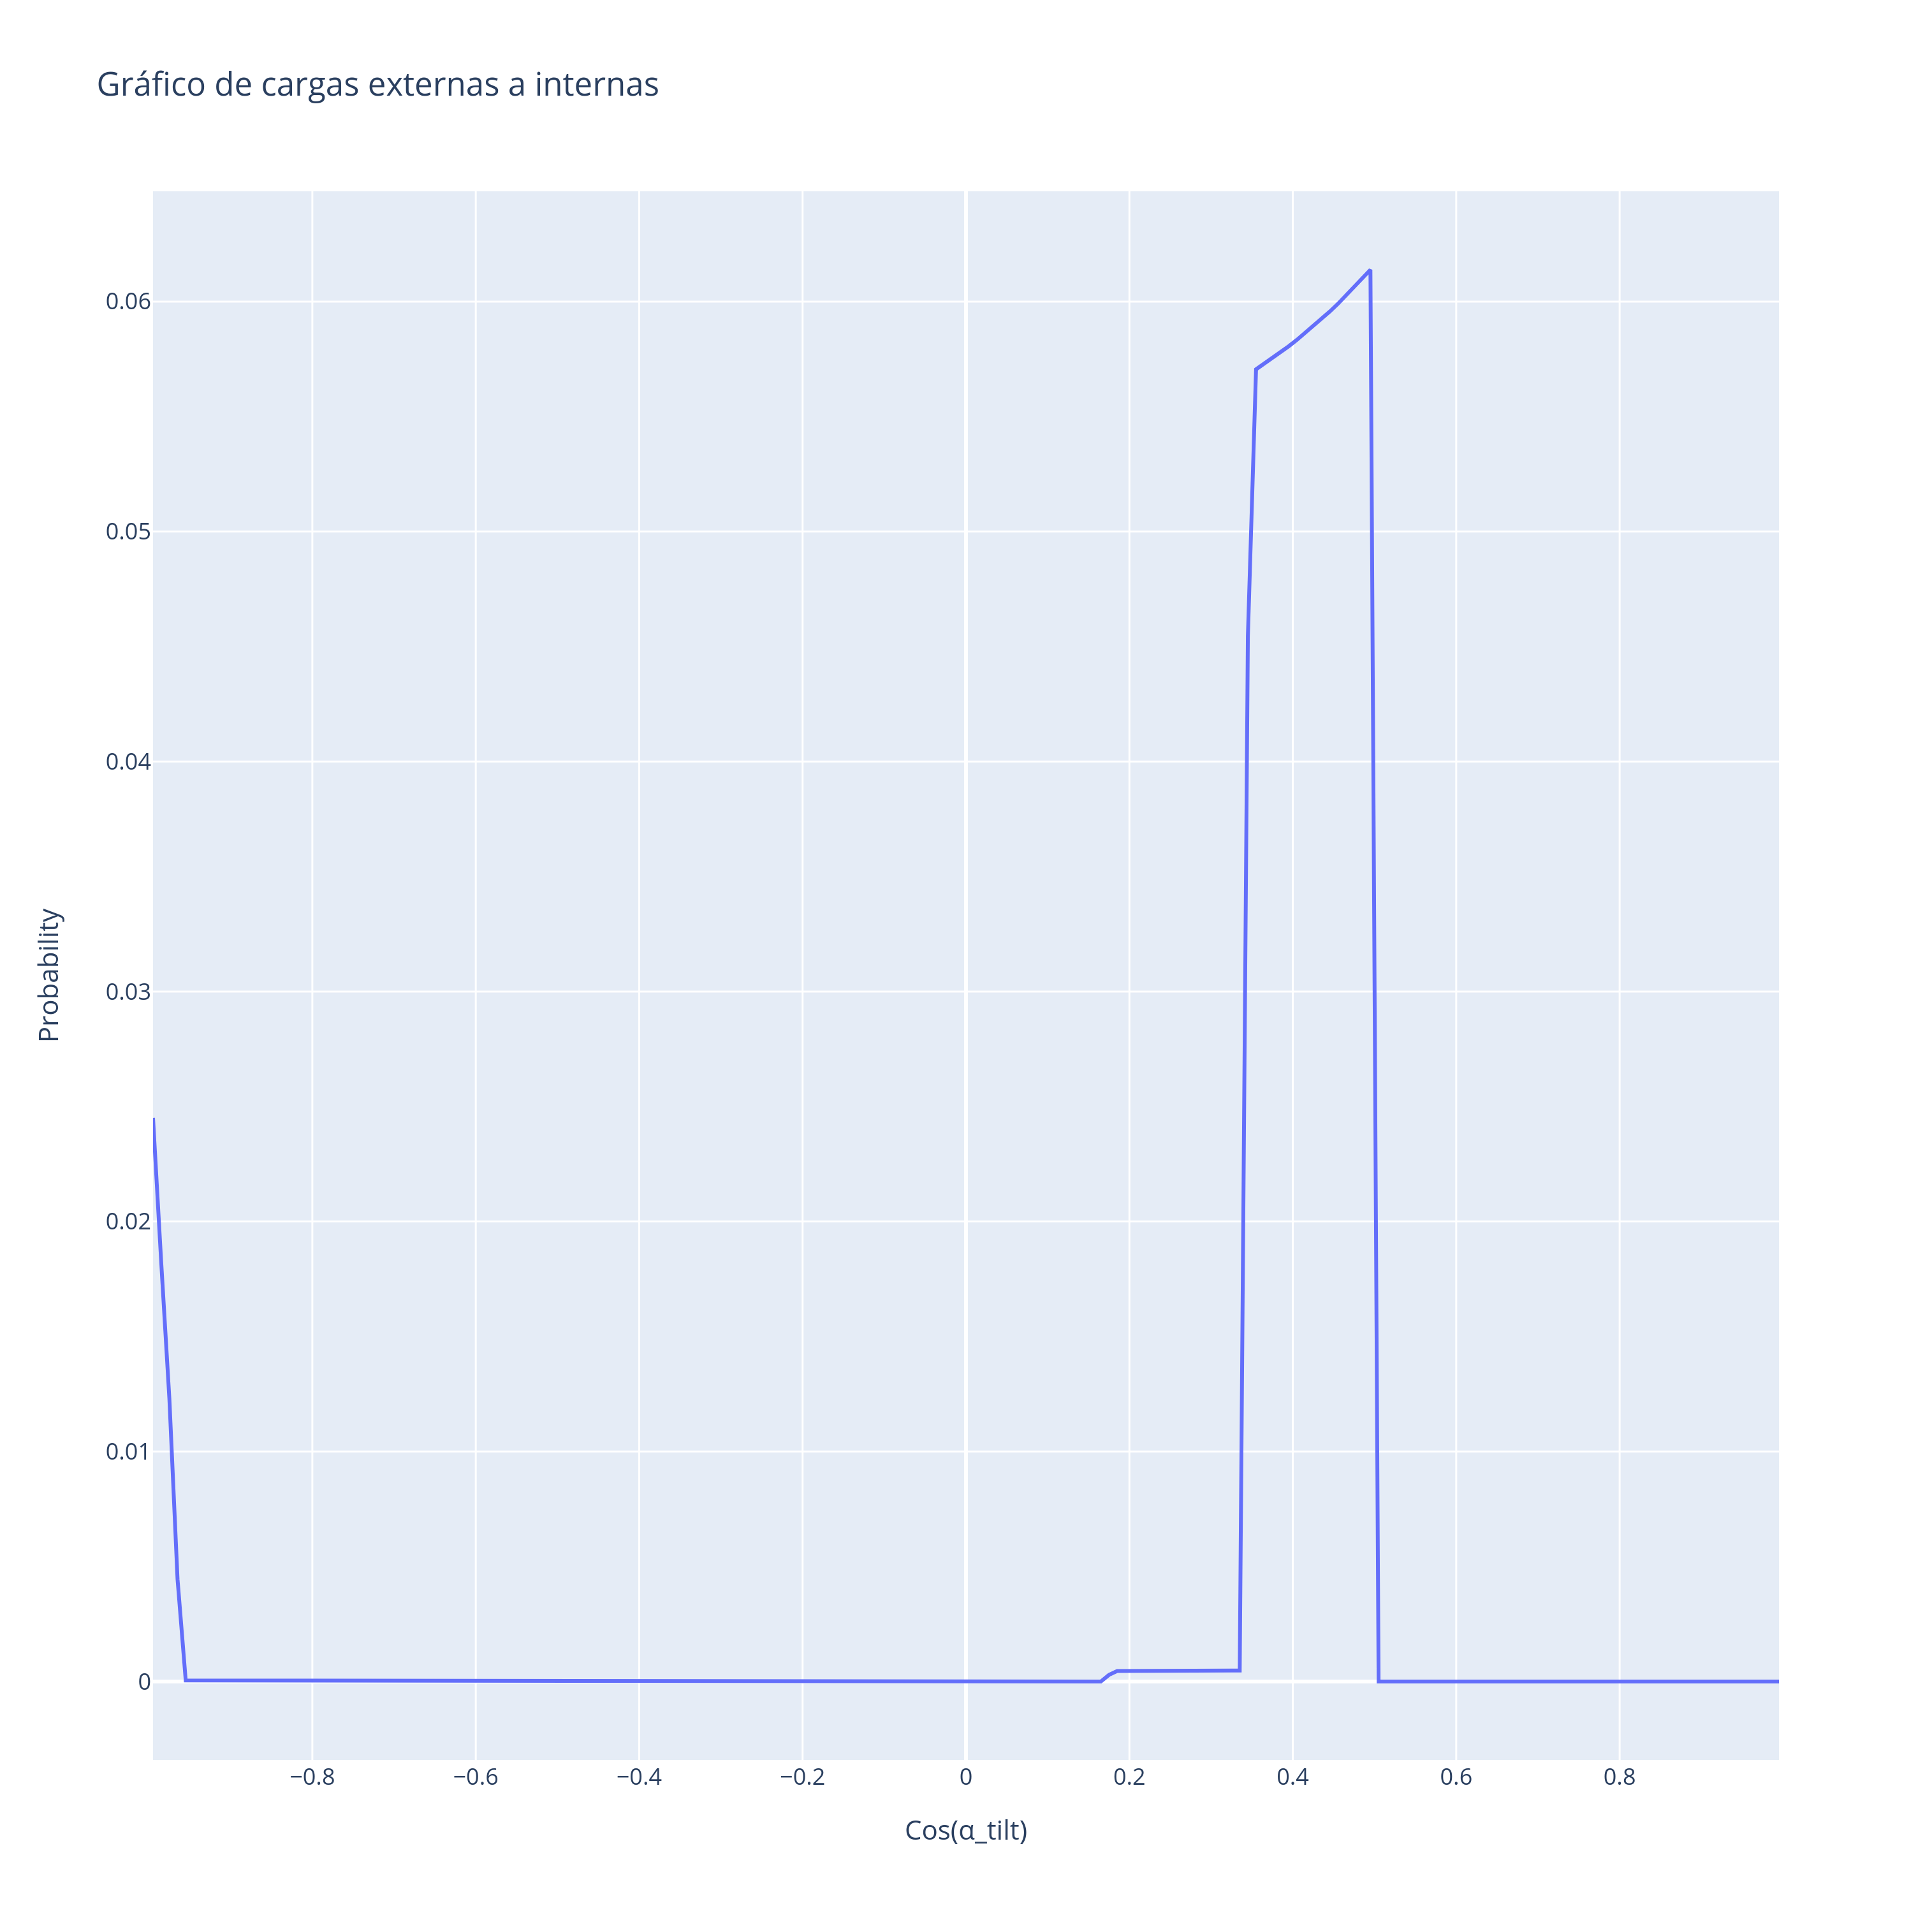 Gráfico de cargas externas a internas
0.06
0.05
0.04
0.03
0.02
0.01
0
Probability
−0.8 −0.6 −0.4 −0.2 0 0.2 0.4 0.6 0.8
Cos(α_tilt)